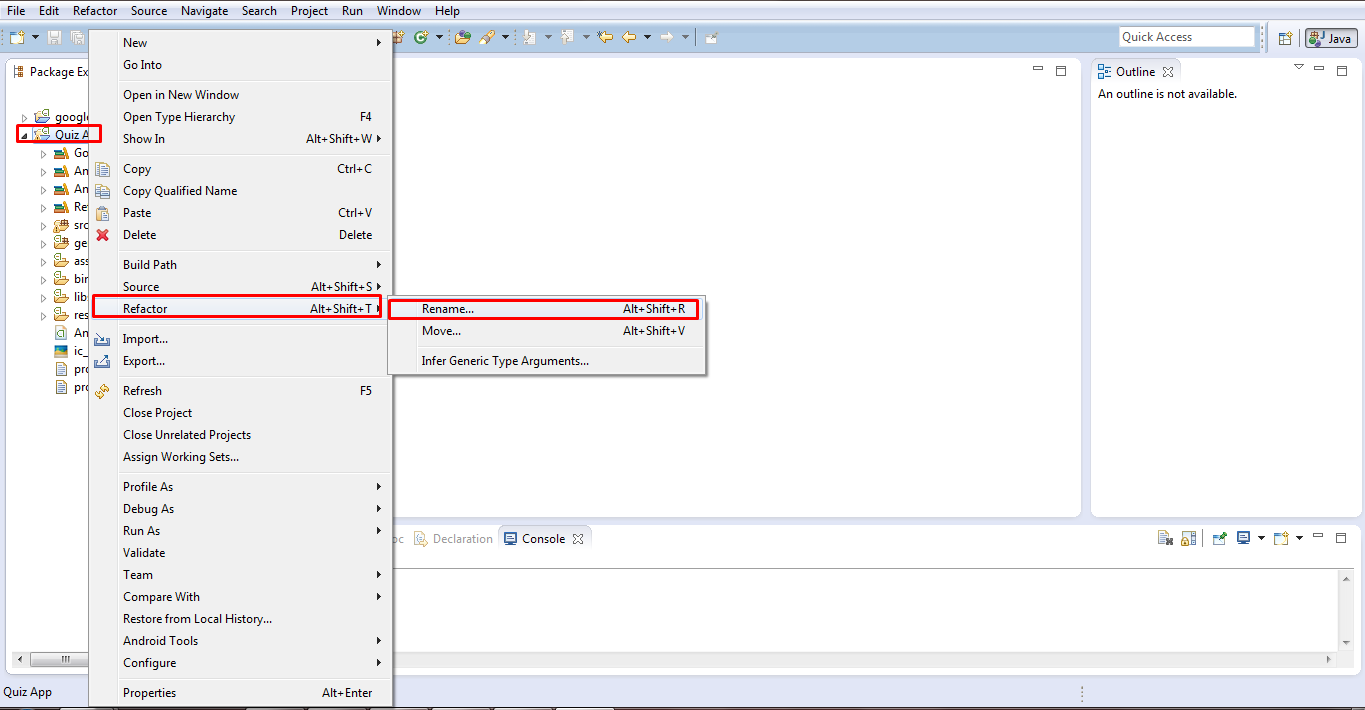 File Edit Refactor Source Navigate Search Project Run Window Help
Quick Access
Java
Package Ex
google
Quiz A
Go
An
An
Re
src
ge
ass
bin
lib
res
An
ic_
pro
pro
New
Go Into
Open in New Window
Open Type Hierarchy F4
Show In Alt+Shift+W
Copy Ctrl+C
Copy Qualified Name
Paste Ctrl+V
Delete Delete
Build Path
Source Alt+Shift+S
Refactor Alt+Shift+T
Import...
Export...
Refresh F5
Close Project
Close Unrelated Projects
Assign Working Sets...
Profile As
Debug As
Run As
Validate
Team
Compare With
Restore from Local History...
Android Tools
Configure
Properties Alt+Enter
Rename... Alt+Shift+R
Move... Alt+Shift+V
Infer Generic Type Arguments...
Outline
An outline is not available.
oc Declaration Console
Quiz App